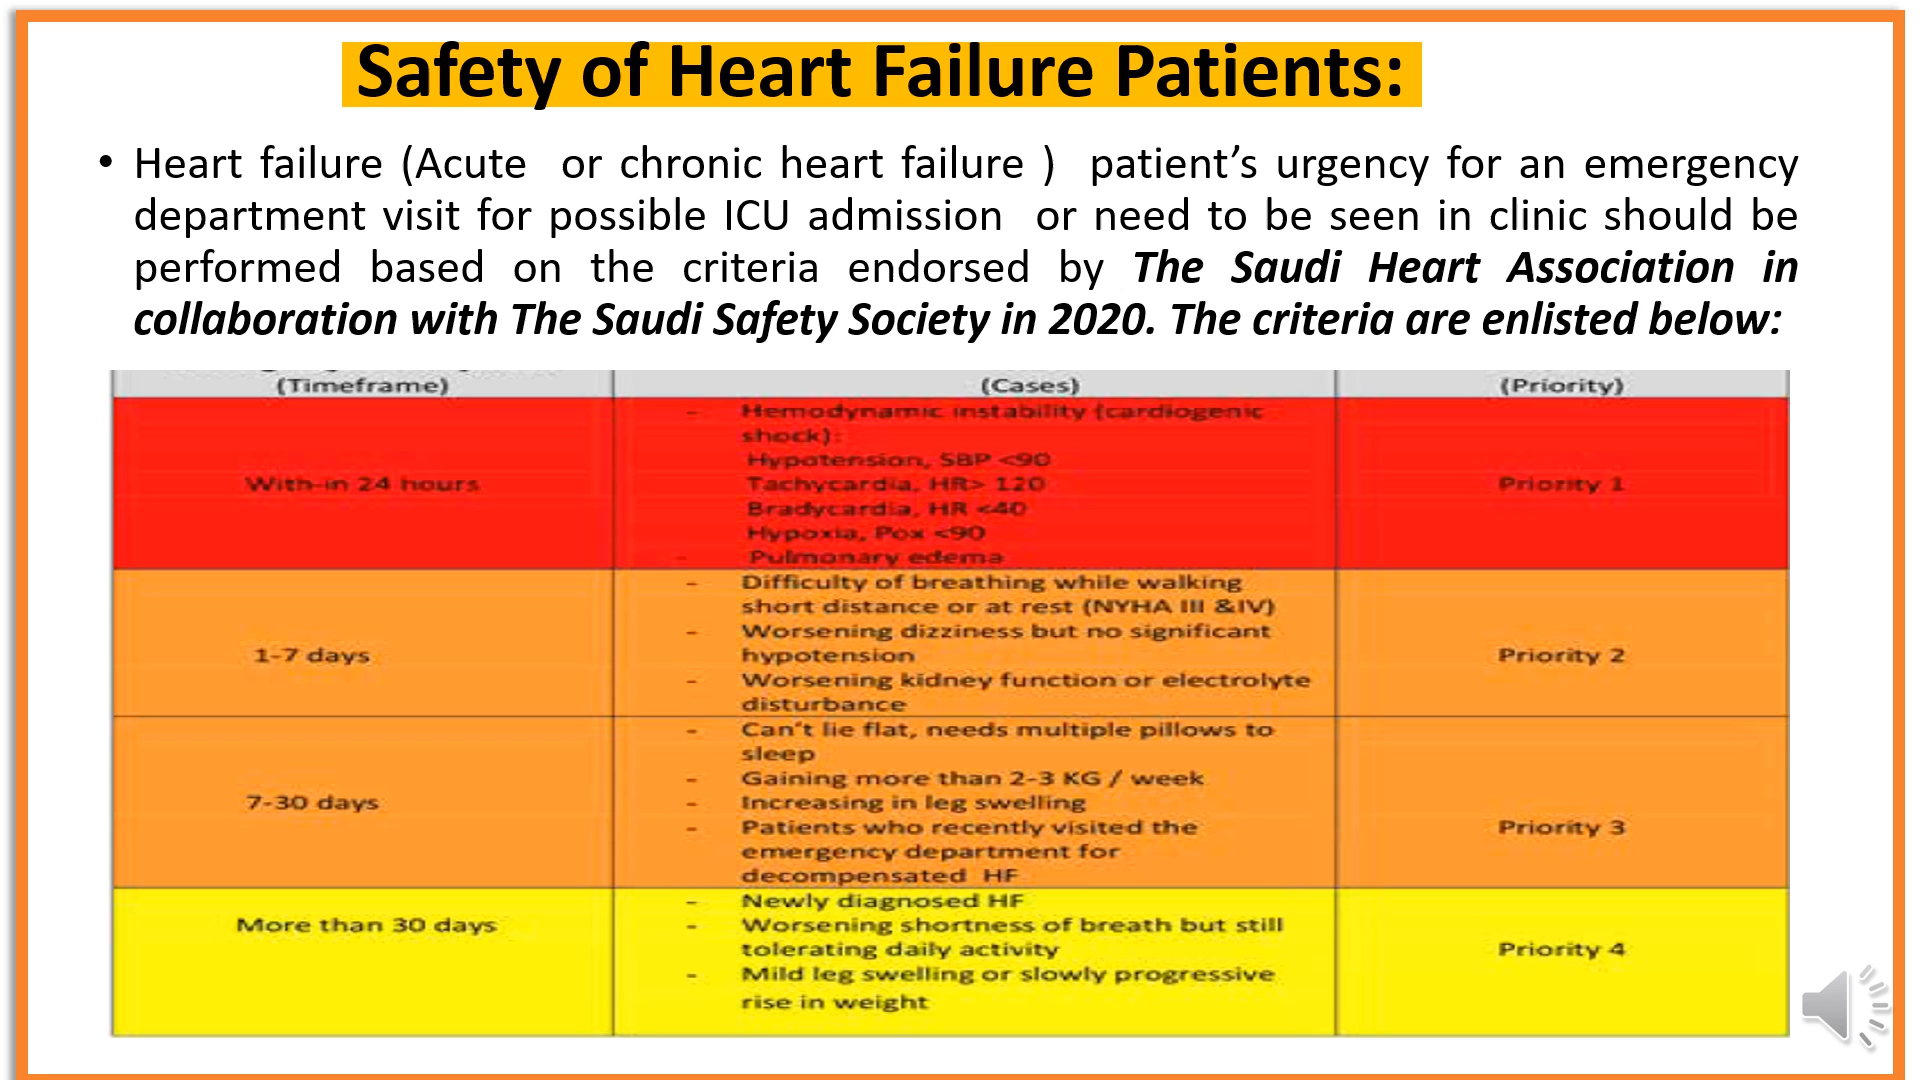 Safety of Heart Failure Patients:
• Heart failure (Acute or chronic heart failure ) patient’s urgency for an emergency
department visit for possible ICU admission or need to be seen in clinic should be
performed based on the criteria endorsed by The Saudi Heart Association in
collaboration with The Saudi Safety Society in 2020. The criteria are enlisted below:
(Timeframe)
(Cases)
(Priority)
With-in 24 hours
- Hemodynamic instability (cardiogenic
shock):
Hypotension, SBP <90
Tachycardia, HR> 120
Bradycardia, HR <40
Hypoxia, Pox <90
- Pulmonary edema
Priority 1
1-7 days
- Difficulty of breathing while walking
short distance or at rest (NYHA III &IV)
- Worsening dizziness but no significant
hypotension
- Worsening kidney function or electrolyte
disturbance
Priority 2
7-30 days
- Can't lie flat, needs multiple pillows to
sleep
- Gaining more than 2-3 KG / week
- Increasing in leg swelling
- Patients who recently visited the
emergency department for
decompensated HF
Priority 3
More than 30 days
- Newly diagnosed HF
- Worsening shortness of breath but still
tolerating daily activity
- Mild leg swelling or slowly progressive
rise in weight
Priority 4